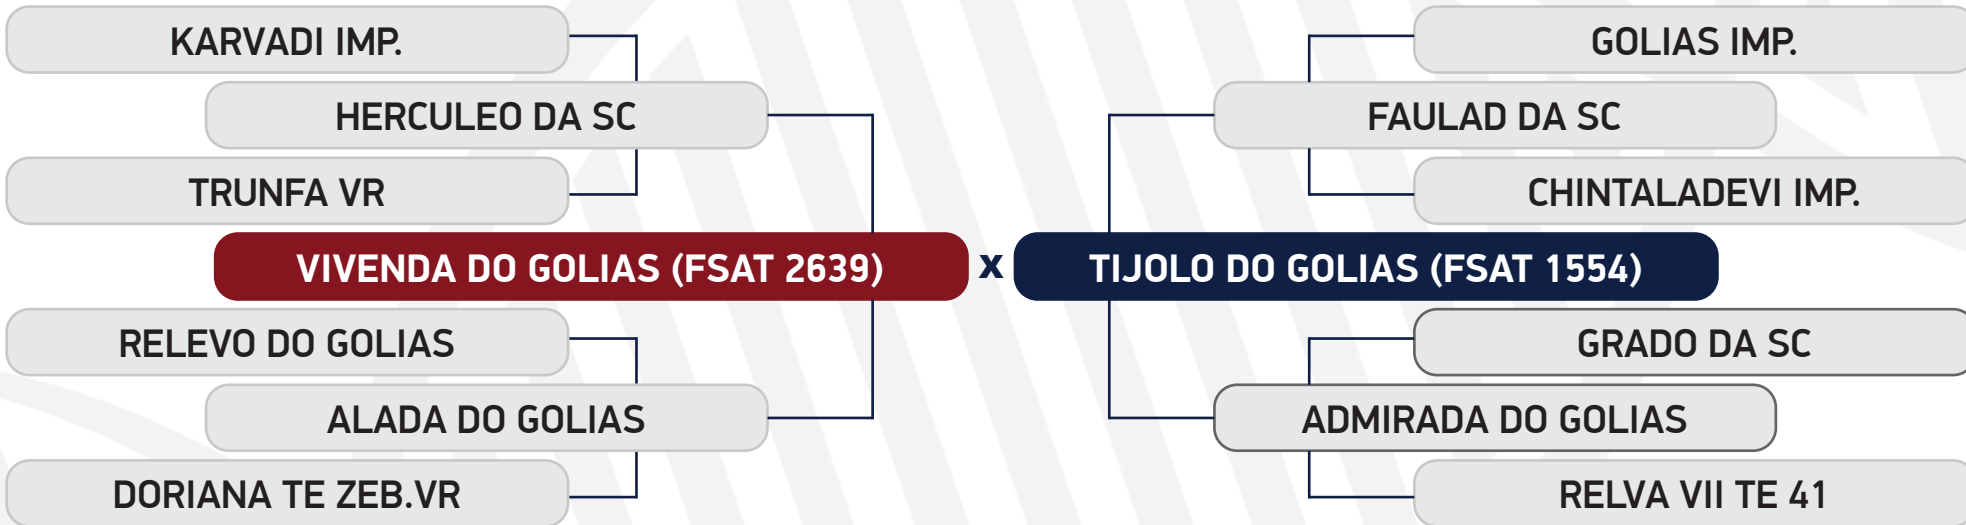 KARVADI IMP.
GOLIAS IMP.
HERCULEO DA SC
FAULAD DA SC
TRUNFA VR
CHINTALADEVI IMP.
VIVENDA DO GOLIAS (FSAT 2639) X TIJOLO DO GOLIAS (FSAT 1554)
RELEVO DO GOLIAS
GRADO DA SC
ALADA DO GOLIAS
ADMIRADA DO GOLIAS
DORIANA TE ZEB.VR
RELVA VII TE 41